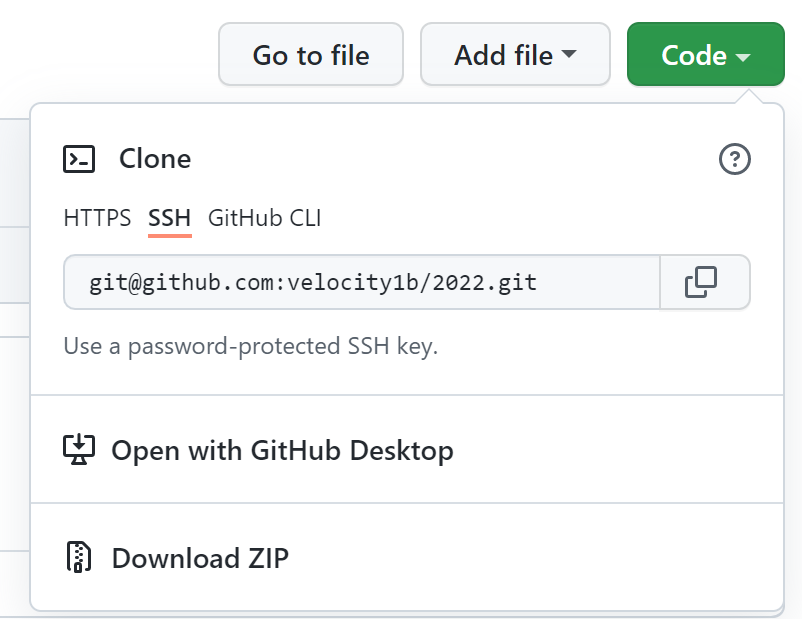 Go to file Add file Code
Clone
HTTPS SSH GitHub CLI
git@github.com:velocity1b/2022.git
Use a password-protected SSH key.
Open with GitHub Desktop
Download ZIP